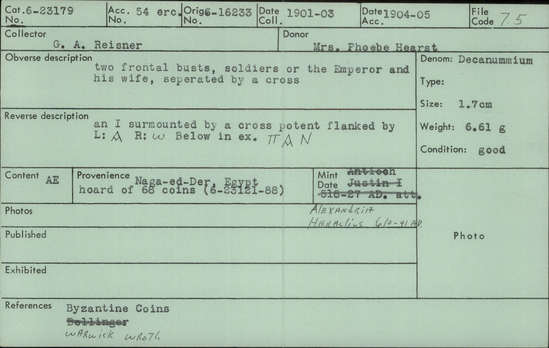 Cat. No. 6-23179 Acc. No. 54 erc. Orig No. 6-16233 Date Coll. 1901-03 Date Acc. 1904-05 File Code 75
Collector G. A. Reisner Donor Mrs. Phoebe Hearst
Obverse description two frontal busts, soldiers or the Emperor and his wife, seperated by a cross
Denom: Decanummium
Type:
Size: 1.7cm
Weight: 6.61 g
Condition: good
Reverse description an I surmounted by a cross potent flanked by
L: A R: ω Below in ex. π A N
Content AE Provenience Naga-ed-Der, Egypt
hoard of 68 coins (6-23121-88)
Mint Antioch
Date Justin I
518-27 AD. att.
ALEXANDRIA
Heraclius 610-41 AD
Photos
Published
Exhibited
Photo
References Byzantine Coins
Bellinger
WARWICK WROTH